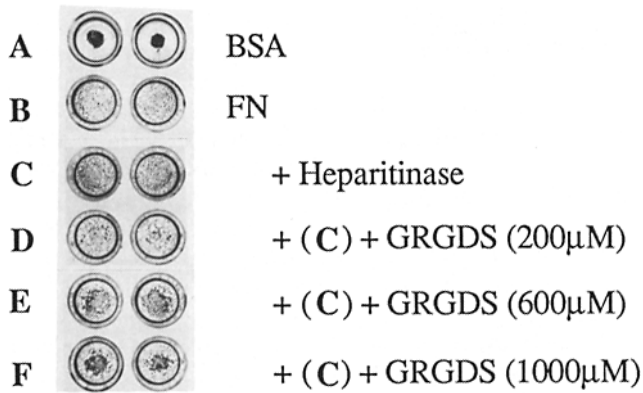 A BSA
B FN
C + Heparitinase
D + (C) + GRGDS (200µM)
E + (C) + GRGDS (600µM)
F + (C) + GRGDS (1000µM)